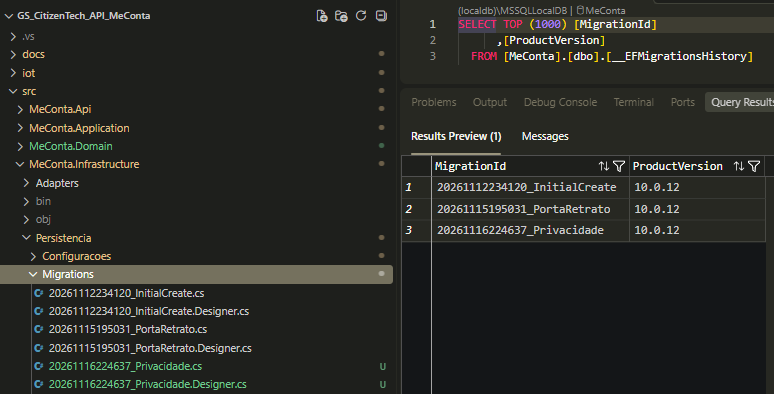 GS_CitizenTech_API_MeConta
.vs
docs
iot
src
MeConta.Api
MeConta.Application
MeConta.Domain
MeConta.Infrastructure
Adapters
bin
obj
Persistencia
Configuracoes
Migrations
C# 20261112234120_InitialCreate.cs
C# 20261112234120_InitialCreate.Designer.cs
C# 20261115195031_PortaRetrato.cs
C# 20261115195031_PortaRetrato.Designer.cs
C# 20261116224637_Privacidade.cs U
C# 20261116224637_Privacidade.Designer.cs U
(localdb)\MSSQLLocalDB | MeConta
1 SELECT TOP (1000) [MigrationId]
2 ,[ProductVersion]
3 FROM [MeConta].[dbo].[__EFMigrationsHistory]
Problems Output Debug Console Terminal Ports Query Results
Results Preview (1) Messages
MigrationId ProductVersion
1 20261112234120_InitialCreate 10.0.12
2 20261115195031_PortaRetrato 10.0.12
3 20261116224637_Privacidade 10.0.12